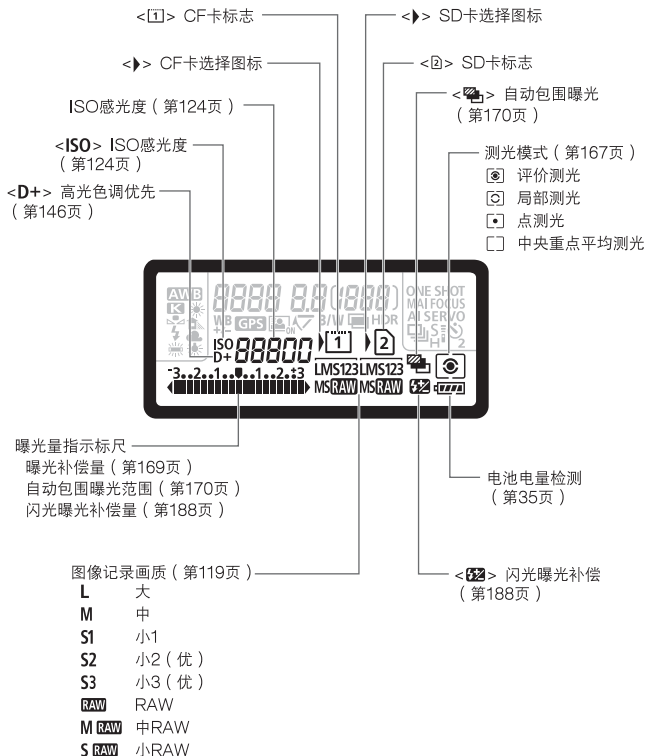 <1> CF卡标志
<> SD卡选择图标
<> CF卡选择图标
<2> SD卡标志
<> 自动包围曝光
（第170页）
ISO感光度（第124页）
测光模式（第167页）
<ISO> ISO感光度
（第124页）
评价测光
局部测光
<D+> 高光色调优先
（第146页）
点测光
中央重点平均测光
AWB
8888 8.8(1888)
ONE SHOT
K
MAI FOCUS
WB
GPS
ON
B/W
HDR
AI SERVO
S
H
2
ISO
D+
88800
1
2
-3..2..1..0..1..2.:3
LMS123
LMS123
MSRAW
MSRAW
曝光量指示标尺
曝光补偿量（第169页）
自动包围曝光范围（第170页）
闪光曝光补偿量（第188页）
电池电量检测
（第35页）
图像记录画质（第119页）
<> 闪光曝光补偿
（第188页）
L 大
M 中
S1 小1
S2 小2（优）
S3 小3（优）
RAW RAW
M RAW 中RAW
S RAW 小RAW